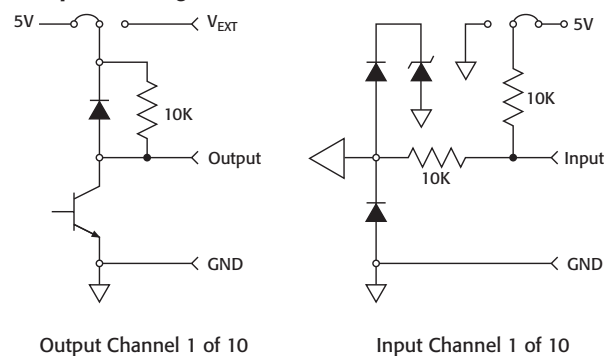 5V
V_EXT
10K
Output
GND
Output Channel 1 of 10
5V
10K
10K
Input
GND
Input Channel 1 of 10